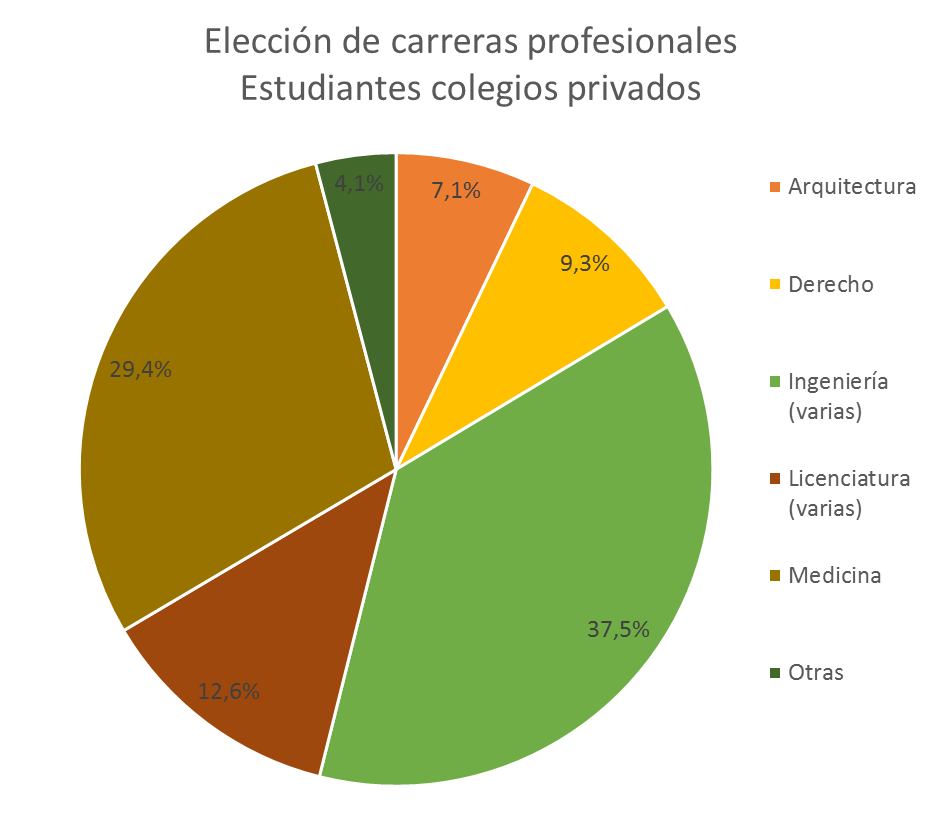 Elección de carreras profesionales
Estudiantes colegios privados
4,1%
7,1%
9,3%
29,4%
37,5%
12,6%
Arquitectura
Derecho
Ingeniería
(varias)
Licenciatura
(varias)
Medicina
Otras